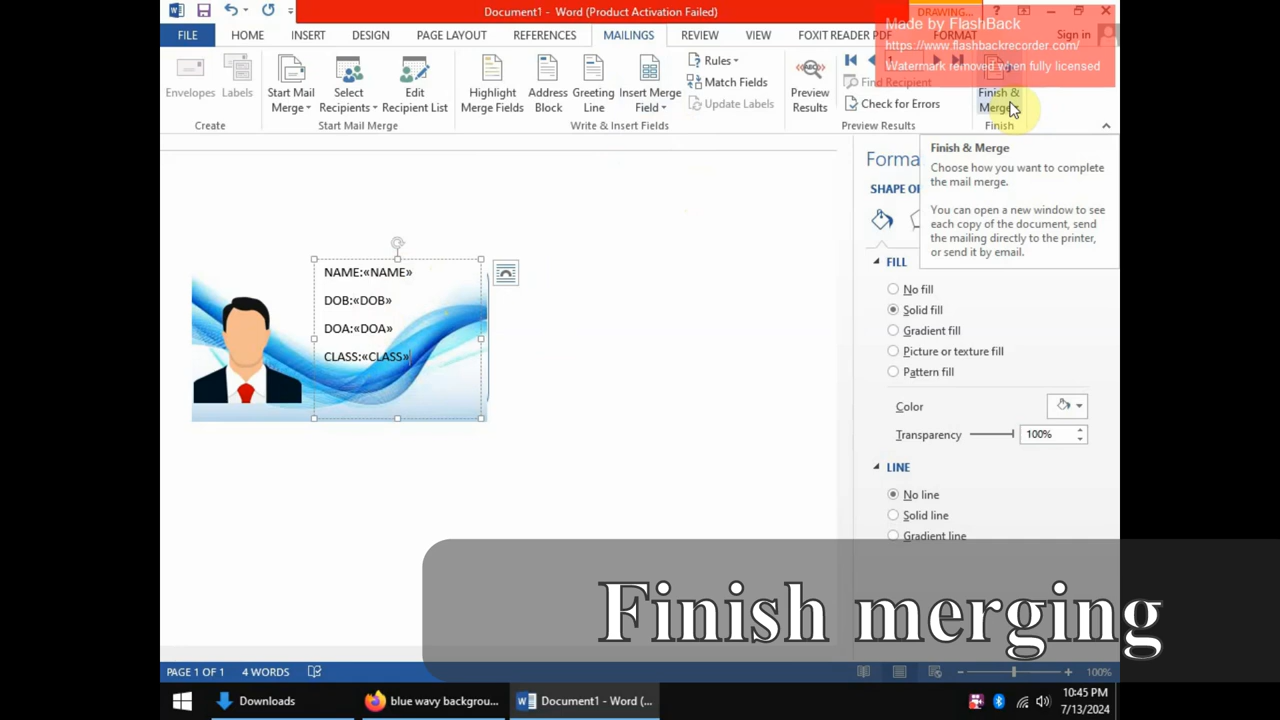 Document1 - Word (Product Activation Failed)
DRAWING...
?
Made by FlashBack
https://www.flashbackrecorder.com/
Watermark removed when fully licensed
FILE
HOME
INSERT
DESIGN
PAGE LAYOUT
REFERENCES
MAILINGS
REVIEW
VIEW
FOXIT READER PDF
FORMAT
Sign in
Envelopes
Labels
Create
Start Mail
Merge
Select
Recipients
Edit
Recipient List
Start Mail Merge
Highlight
Merge Fields
Address
Block
Greeting
Line
Insert Merge
Field
Rules
Match Fields
Update Labels
Write & Insert Fields
ABC
Preview
Results
Find Recipient
Check for Errors
Preview Results
Finish &
Merge
Finish
Finish & Merge
Choose how you want to complete
the mail merge.
You can open a new window to see
each copy of the document, send
the mailing directly to the printer,
or send it by email.
NAME:«NAME»
DOB:«DOB»
DOA:«DOA»
CLASS:«CLASS»
Forma
SHAPE OP
FILL
No fill
Solid fill
Gradient fill
Picture or texture fill
Pattern fill
Color
Transparency
100%
LINE
No line
Solid line
Gradient line
Finish merging
PAGE 1 OF 1
4 WORDS
100%
Downloads
blue wavy backgrou...
Document1 - Word (...
10:45 PM
7/13/2024